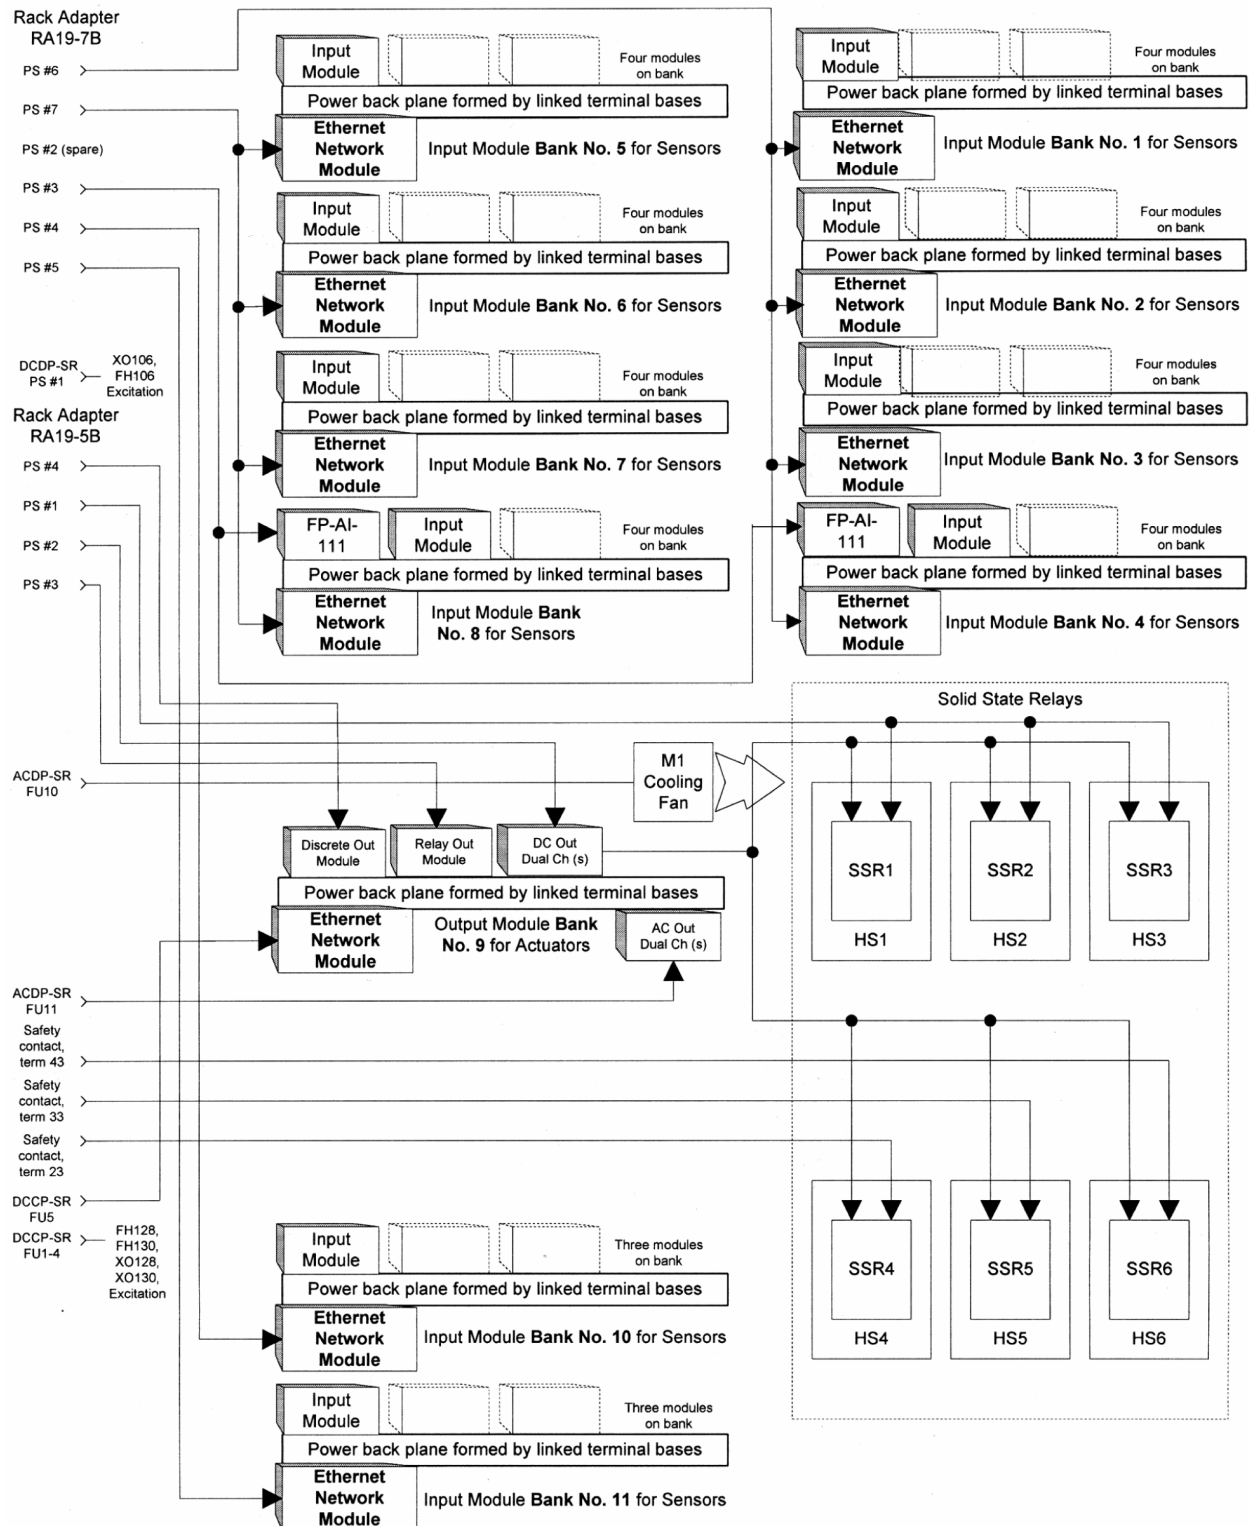 Rack Adapter
RA19-7B
PS #6
PS #7
PS #2 (spare)
PS #3
PS #4
PS #5
DCDP-SR
PS #1
XO106,
FH106
Excitation
Rack Adapter
RA19-5B
PS #4
PS #1
PS #2
PS #3
ACDP-SR
FU10
ACDP-SR
FU11
Safety
contact,
term 43
Safety
contact,
term 33
Safety
contact,
term 23
DCCP-SR
FU5
DCCP-SR
FU1-4
FH128,
FH130,
XO128,
XO130,
Excitation
Input
Module
Four modules
on bank
Power back plane formed by linked terminal bases
Ethernet
Network
Module
Input Module Bank No. 5 for Sensors
Input
Module
Four modules
on bank
Power back plane formed by linked terminal bases
Ethernet
Network
Module
Input Module Bank No. 6 for Sensors
Input
Module
Four modules
on bank
Power back plane formed by linked terminal bases
Ethernet
Network
Module
Input Module Bank No. 7 for Sensors
FP-AI-
111
Input
Module
Four modules
on bank
Power back plane formed by linked terminal bases
Ethernet
Network
Module
Input Module Bank
No. 8 for Sensors
Input
Module
Four modules
on bank
Power back plane formed by linked terminal bases
Ethernet
Network
Module
Input Module Bank No. 1 for Sensors
Input
Module
Four modules
on bank
Power back plane formed by linked terminal bases
Ethernet
Network
Module
Input Module Bank No. 2 for Sensors
Input
Module
Four modules
on bank
Power back plane formed by linked terminal bases
Ethernet
Network
Module
Input Module Bank No. 3 for Sensors
FP-AI-
111
Input
Module
Four modules
on bank
Power back plane formed by linked terminal bases
Ethernet
Network
Module
Input Module Bank No. 4 for Sensors
M1
Cooling
Fan
Discrete Out
Module
Relay Out
Module
DC Out
Dual Ch (s)
Power back plane formed by linked terminal bases
Ethernet
Network
Module
Output Module Bank
No. 9 for Actuators
AC Out
Dual Ch (s)
Solid State Relays
SSR1
HS1
SSR2
HS2
SSR3
HS3
SSR4
HS4
SSR5
HS5
SSR6
HS6
Input
Module
Three modules
on bank
Power back plane formed by linked terminal bases
Ethernet
Network
Module
Input Module Bank No. 10 for Sensors
Input
Module
Three modules
on bank
Power back plane formed by linked terminal bases
Ethernet
Network
Module
Input Module Bank No. 11 for Sensors